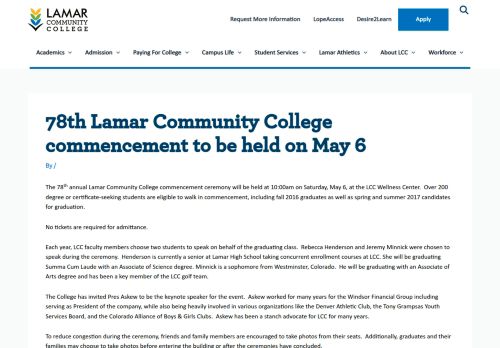 LAMAR
COMMUNITY
COLLEGE
Request More Information LopeAccess Desire2Learn Apply
Academics Admission Paying For College Campus Life Student Services Lamar Athletics About LCC Workforce
78th Lamar Community College
commencement to be held on May 6
By /
The 78th annual Lamar Community College commencement ceremony will be held at 10:00am on Saturday, May 6, at the LCC Wellness Center. Over 200
degree or certificate-seeking students are eligible to walk in commencement, including fall 2016 graduates as well as spring and summer 2017 candidates
for graduation.
No tickets are required for admittance.
Each year, LCC faculty members choose two students to speak on behalf of the graduating class. Rebecca Henderson and Jeremy Minnick were chosen to
speak during the ceremony. Henderson is currently a senior at Lamar High School taking concurrent enrollment courses at LCC. She will be graduating
Summa Cum Laude with an Associate of Science degree. Minnick is a sophomore from Westminster, Colorado. He will be graduating with an Associate of
Arts degree and has been a key member of the LCC golf team.
The College has invited Pres Askew to be the keynote speaker for the event. Askew worked for many years for the Windsor Financial Group including
serving as President of the company, while also being heavily involved in various organizations like the Denver Athletic Club, the Tony Grampsas Youth
Services Board, and the Colorado Alliance of Boys & Girls Clubs. Askew has been a stanch advocate for LCC for many years.
To reduce congestion during the ceremony, friends and family members are encouraged to take photos from their seats. Additionally, graduates and their
families may choose to take photos before entering the building or after the ceremonies have concluded.